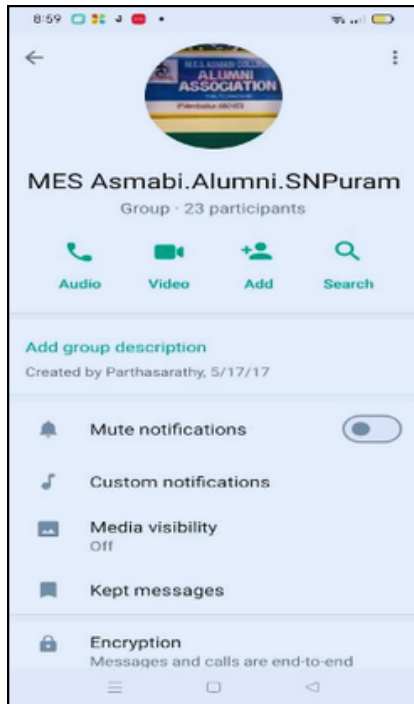 8:59
M.E.S ASMABI COLLEGE
ALUMNI
ASSOCIATION
MES Asmabi.Alumni.SNPuram
Group · 23 participants
Audio Video Add Search
Add group description
Created by Parthasarathy, 5/17/17
Mute notifications
Custom notifications
Media visibility
Off
Kept messages
Encryption
Messages and calls are end-to-end